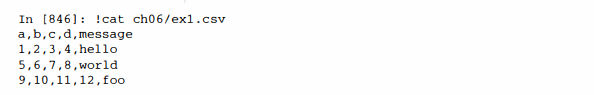 In [846]: !cat ch06/ex1.csv
a,b,c,d,message
1,2,3,4,hello
5,6,7,8,world
9,10,11,12,foo